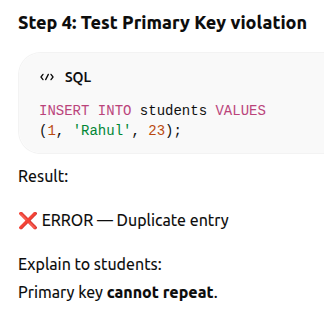 Step 4: Test Primary Key violation
SQL
INSERT INTO students VALUES
(1, 'Rahul', 23);
Result:
❌ ERROR — Duplicate entry
Explain to students:
Primary key cannot repeat.